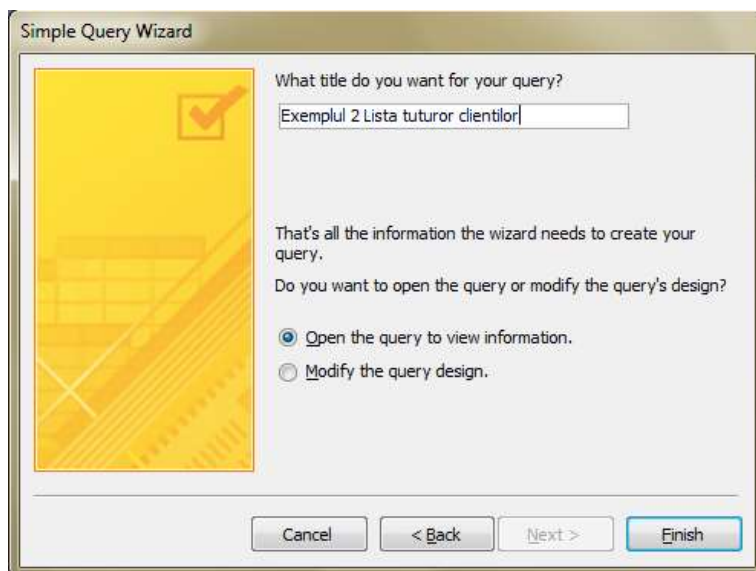 Simple Query Wizard
What title do you want for your query?
Exemplul 2 Lista tuturor clientilor
That's all the information the wizard needs to create your
query.
Do you want to open the query or modify the query's design?
Open the query to view information.
Modify the query design.
Cancel
< Back
Next >
Finish